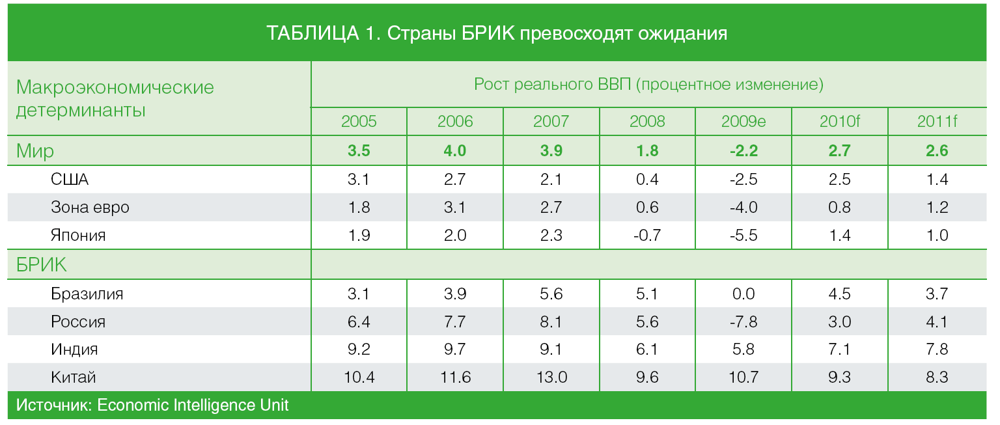 ТАБЛИЦА 1. Страны БРИК превосходят ожидания
Макроэкономические
детерминанты
Рост реального ВВП (процентное изменение)
2005 2006 2007 2008 2009e 2010f 2011f
Мир 3.5 4.0 3.9 1.8 -2.2 2.7 2.6
США 3.1 2.7 2.1 0.4 -2.5 2.5 1.4
Зона евро 1.8 3.1 2.7 0.6 -4.0 0.8 1.2
Япония 1.9 2.0 2.3 -0.7 -5.5 1.4 1.0
БРИК
Бразилия 3.1 3.9 5.6 5.1 0.0 4.5 3.7
Россия 6.4 7.7 8.1 5.6 -7.8 3.0 4.1
Индия 9.2 9.7 9.1 6.1 5.8 7.1 7.8
Китай 10.4 11.6 13.0 9.6 10.7 9.3 8.3
Источник: Economic Intelligence Unit